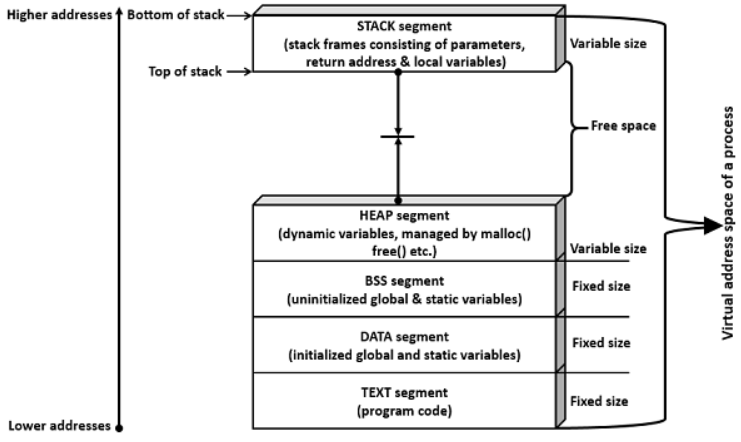 Higher addresses
Bottom of stack
STACK segment
(stack frames consisting of parameters,
return address & local variables)
Variable size
Top of stack
Free space
HEAP segment
(dynamic variables, managed by malloc()
free() etc.)
Variable size
BSS segment
(uninitialized global & static variables)
Fixed size
DATA segment
(initialized global and static variables)
Fixed size
TEXT segment
(program code)
Fixed size
Lower addresses
Virtual address space of a process